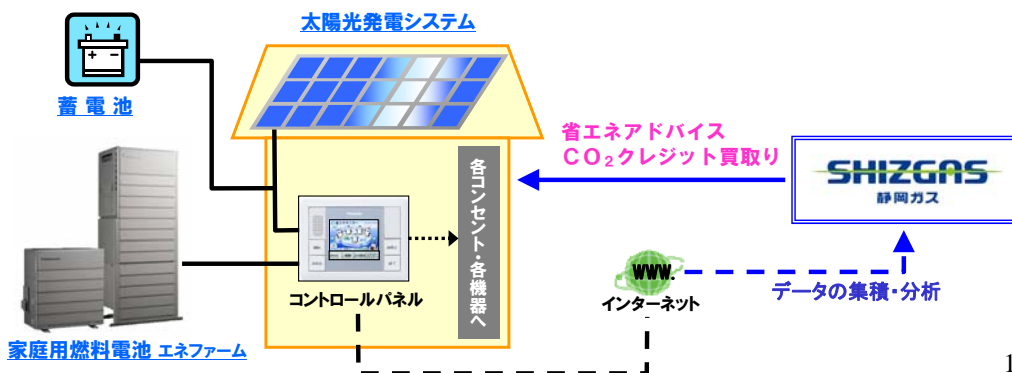 太陽光発電システム
蓄電池
省エネアドバイス
CO₂クレジット買取り
SHIZGAS
静岡ガス
各コンセント・各機器へ
コントロールパネル
WWW.
インターネット
データの集積・分析
家庭用燃料電池 エネファーム
1